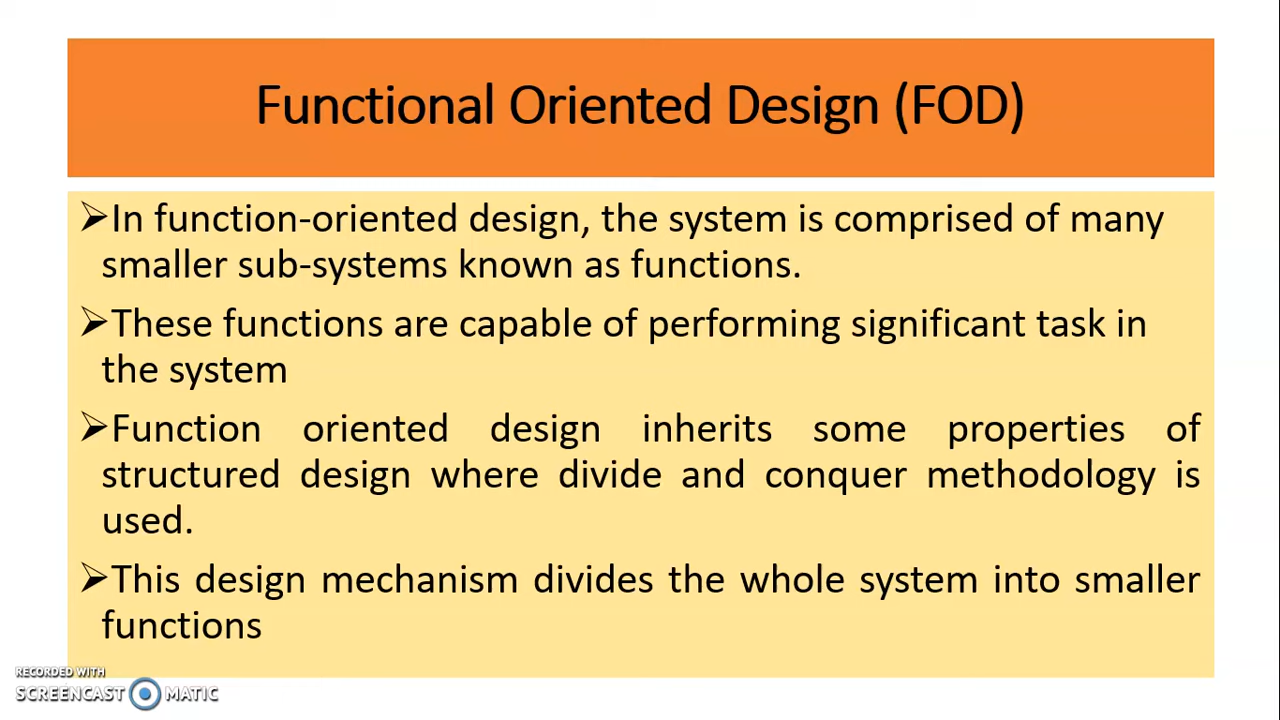 Functional Oriented Design (FOD)
➢In function-oriented design, the system is comprised of many
smaller sub-systems known as functions.
➢These functions are capable of performing significant task in
the system
➢Function oriented design inherits some properties of
structured design where divide and conquer methodology is
used.
➢This design mechanism divides the whole system into smaller
functions
RECORDED WITH
SCREENCAST MATIC